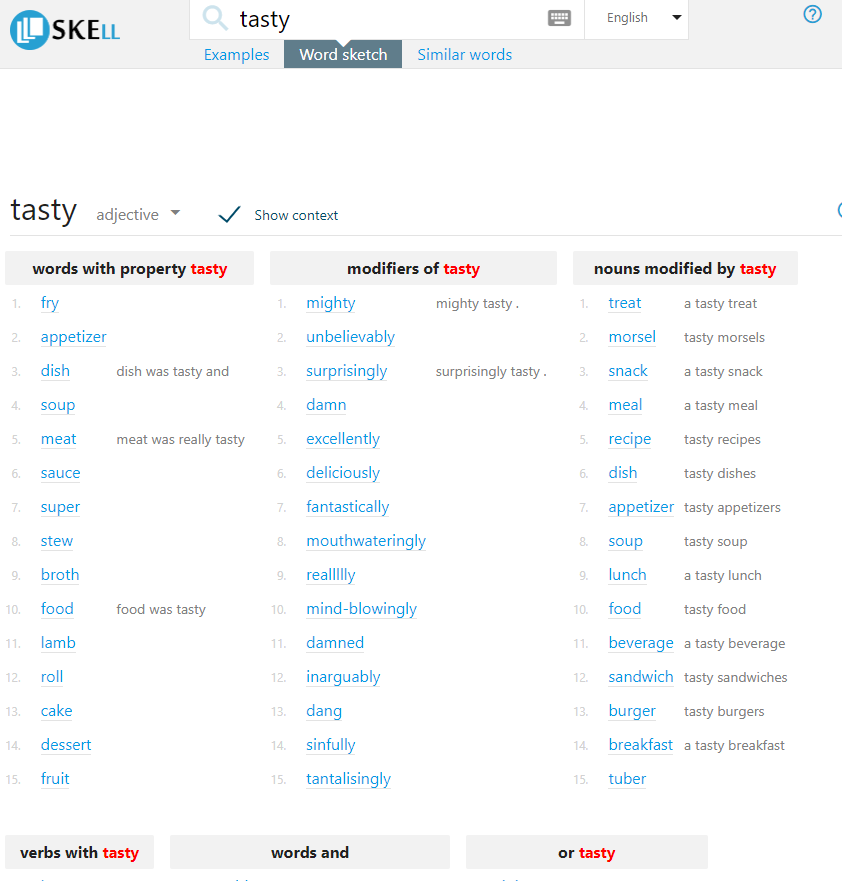 SKELL
tasty
English
Examples
Word sketch
Similar words
tasty adjective Show context
words with property tasty
1. fry
2. appetizer
3. dish dish was tasty and
4. soup
5. meat meat was really tasty
6. sauce
7. super
8. stew
9. broth
10. food food was tasty
11. lamb
12. roll
13. cake
14. dessert
15. fruit
modifiers of tasty
1. mighty mighty tasty .
2. unbelievably
3. surprisingly surprisingly tasty .
4. damn
5. excellently
6. deliciously
7. fantastically
8. mouthwateringly
9. reallllly
10. mind-blowingly
11. damned
12. inarguably
13. dang
14. sinfully
15. tantalisingly
nouns modified by tasty
1. treat a tasty treat
2. morsel tasty morsels
3. snack a tasty snack
4. meal a tasty meal
5. recipe tasty recipes
6. dish tasty dishes
7. appetizer tasty appetizers
8. soup tasty soup
9. lunch a tasty lunch
10. food tasty food
11. beverage a tasty beverage
12. sandwich tasty sandwiches
13. burger tasty burgers
14. breakfast a tasty breakfast
15. tuber
verbs with tasty
words and
or tasty